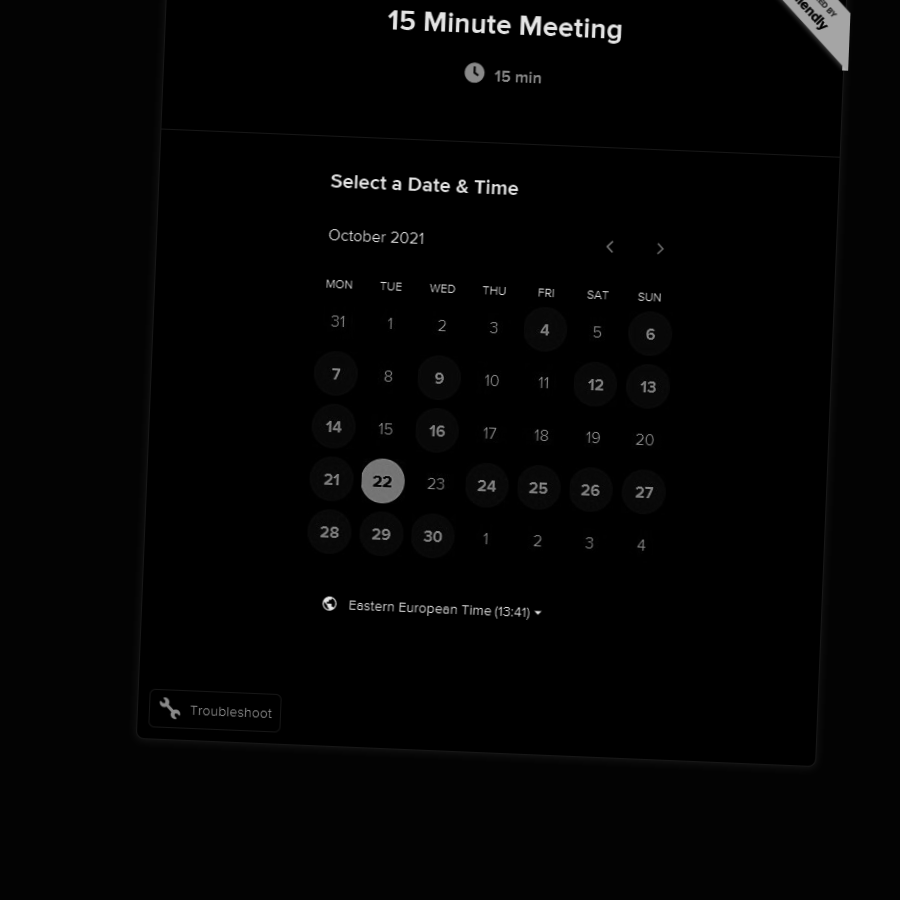 15 Minute Meeting
15 min
Select a Date & Time
October 2021
MON TUE WED THU FRI SAT SUN
31 1 2 3 4 5 6
7 8 9 10 11 12 13
14 15 16 17 18 19 20
21 22 23 24 25 26 27
28 29 30 1 2 3 4
Eastern European Time (13:41)
Troubleshoot